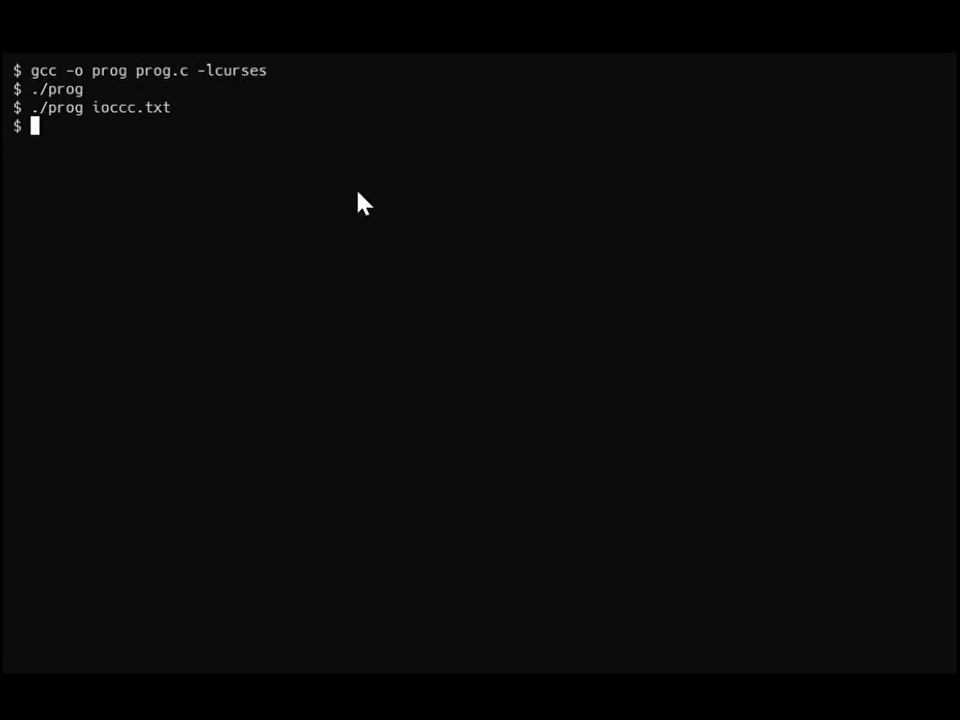 $ gcc -o prog prog.c -lcurses
$ ./prog
$ ./prog ioccc.txt
$